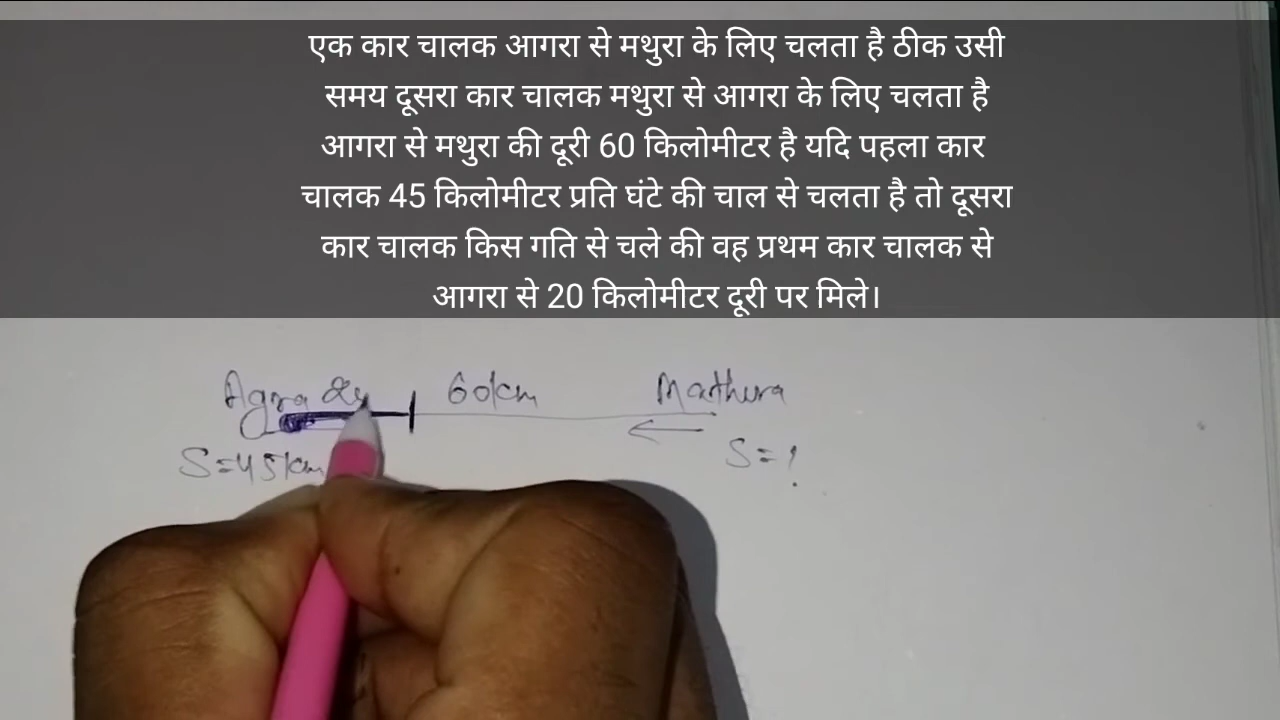 एक कार चालक आगरा से मथुरा के लिए चलता है ठीक उसी
समय दूसरा कार चालक मथुरा से आगरा के लिए चलता है
आगरा से मथुरा की दूरी 60 किलोमीटर है यदि पहला कार
चालक 45 किलोमीटर प्रति घंटे की चाल से चलता है तो दूसरा
कार चालक किस गति से चले की वह प्रथम कार चालक से
आगरा से 20 किलोमीटर दूरी पर मिले।
Agra 60km Mathura
S=45km S=?